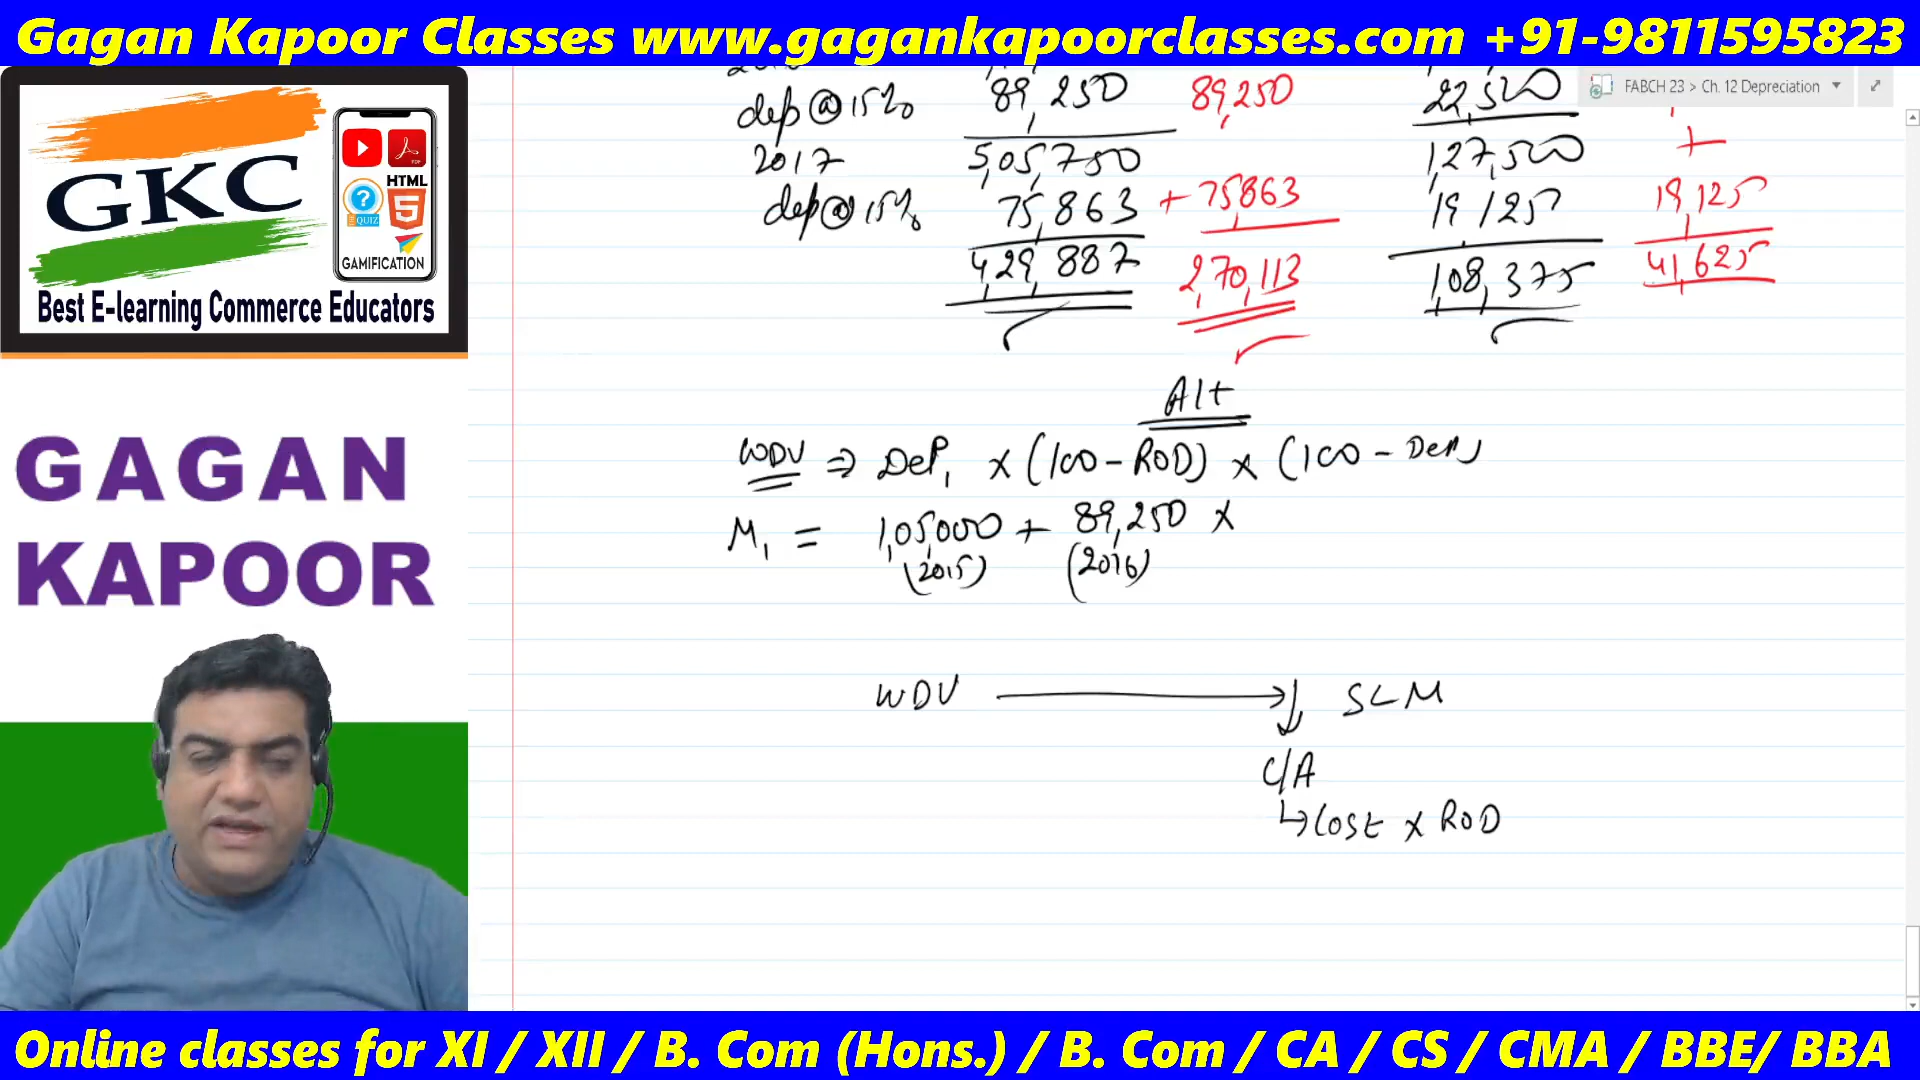 Gagan Kapoor Classes www.gagankapoorclasses.com +91-9811595823
FABCH 23 > Ch. 12 Depreciation
GKC
QUIZ
HTML
GAMIFICATION
Best E-learning Commerce Educators
GAGAN
KAPOOR
dep @ 15% 89,250 89,250 22,500
2017 5,05,750 1,27,500 +
dep @ 15% 75,863 + 75,863 19,125 19,125
4,29,887 2,70,113 1,08,375 41,625
Alt
WDV ⇒ DeP1 × (100 - ROD) × (100 - Dep)
M1 = 1,05,000 + 89,250 ×
(2015) (2016)
WDV → SLM
C/A
↳ Cost × ROD
Online classes for XI / XII / B. Com (Hons.) / B. Com / CA / CS / CMA / BBE/ BBA